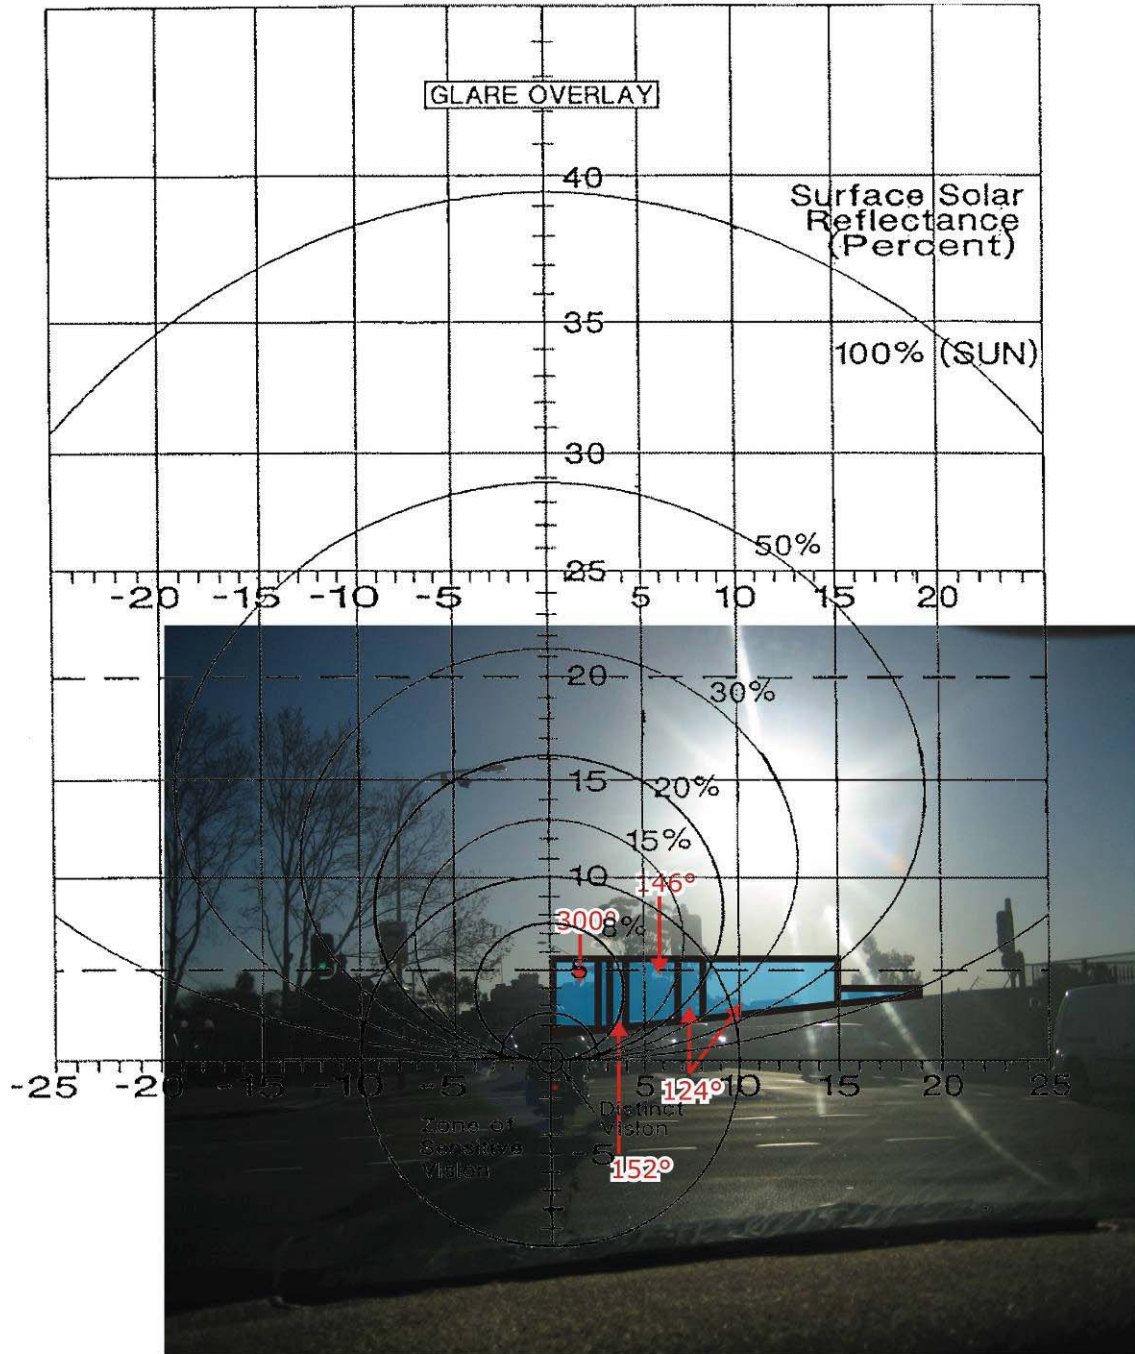 GLARE OVERLAY
40
Surface Solar
Reflectance
(Percent)
35
100% (SUN)
30
50%
25
-20 -15 -10 -5 5 10 15 20
20
30%
15
20%
15%
10
146°
300°
8%
-25 -20 -15 -10 -5 5 10 15 20 25
124°
Distinct
Vision
Zone of
Sensitive
Vision
-5
152°